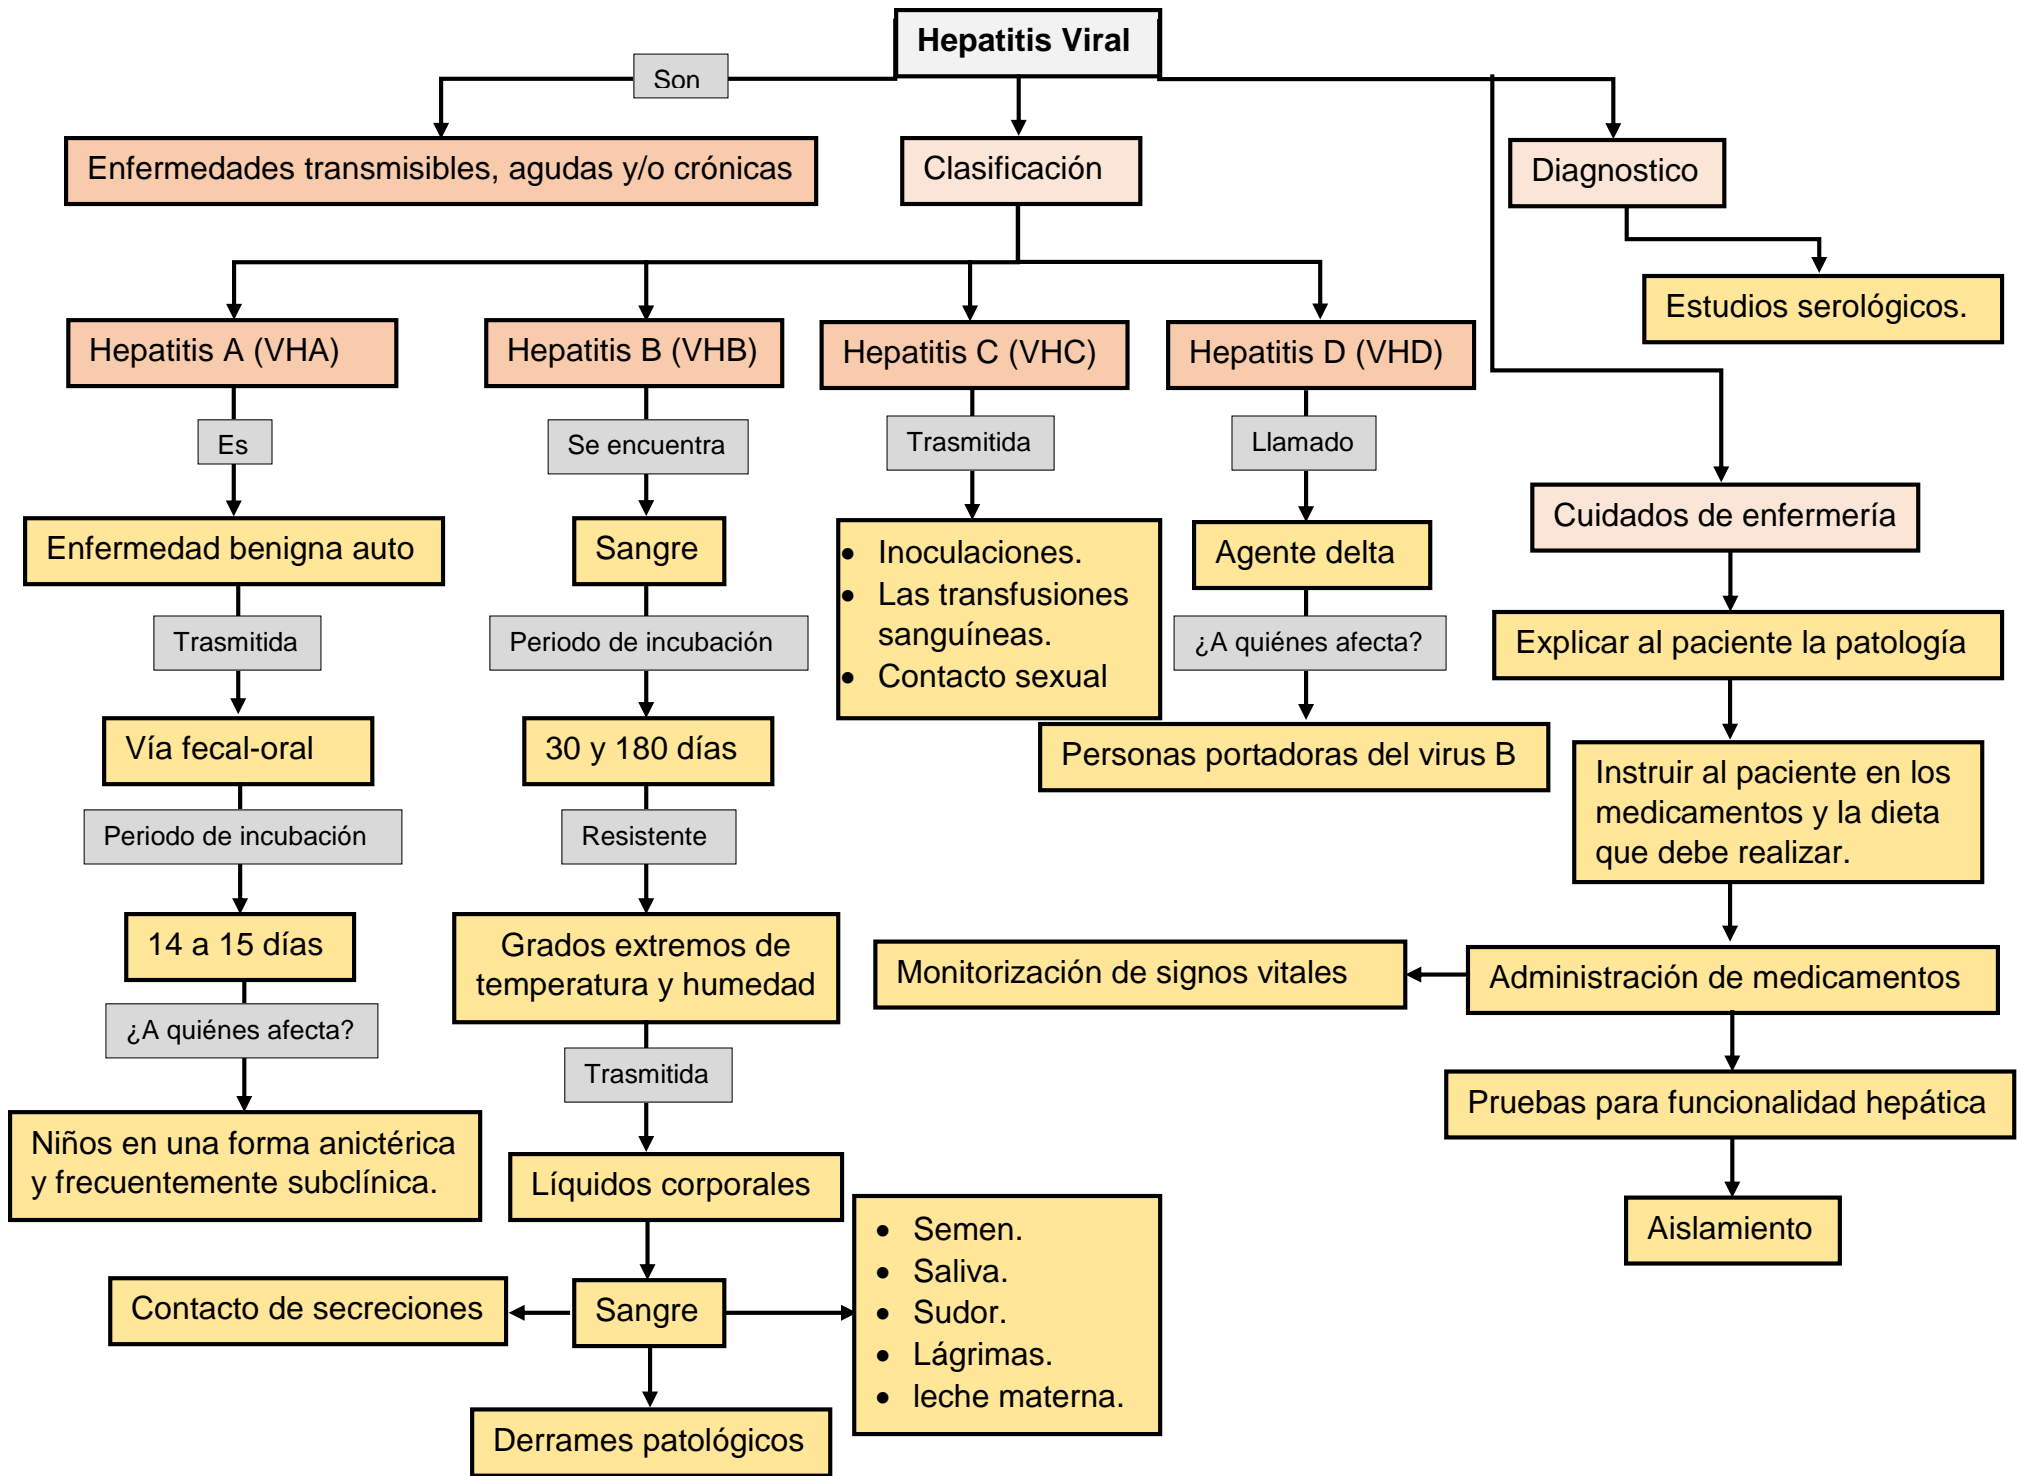 Hepatitis Viral
Son
Enfermedades transmisibles, agudas y/o crónicas
Clasificación
Diagnostico
Estudios serológicos.
Hepatitis A (VHA)
Hepatitis B (VHB)
Hepatitis C (VHC)
Hepatitis D (VHD)
Es
Se encuentra
Trasmitida
Llamado
Cuidados de enfermería
Enfermedad benigna auto
Sangre
• Inoculaciones.
• Las transfusiones
sanguíneas.
• Contacto sexual
Agente delta
Trasmitida
Periodo de incubación
¿A quiénes afecta?
Explicar al paciente la patología
Vía fecal-oral
30 y 180 días
Personas portadoras del virus B
Instruir al paciente en los
medicamentos y la dieta
que debe realizar.
Periodo de incubación
Resistente
14 a 15 días
Grados extremos de
temperatura y humedad
Monitorización de signos vitales
Administración de medicamentos
¿A quiénes afecta?
Trasmitida
Pruebas para funcionalidad hepática
Niños en una forma anictérica
y frecuentemente subclínica.
Líquidos corporales
Aislamiento
• Semen.
• Saliva.
• Sudor.
• Lágrimas.
• leche materna.
Contacto de secreciones
Sangre
Derrames patológicos